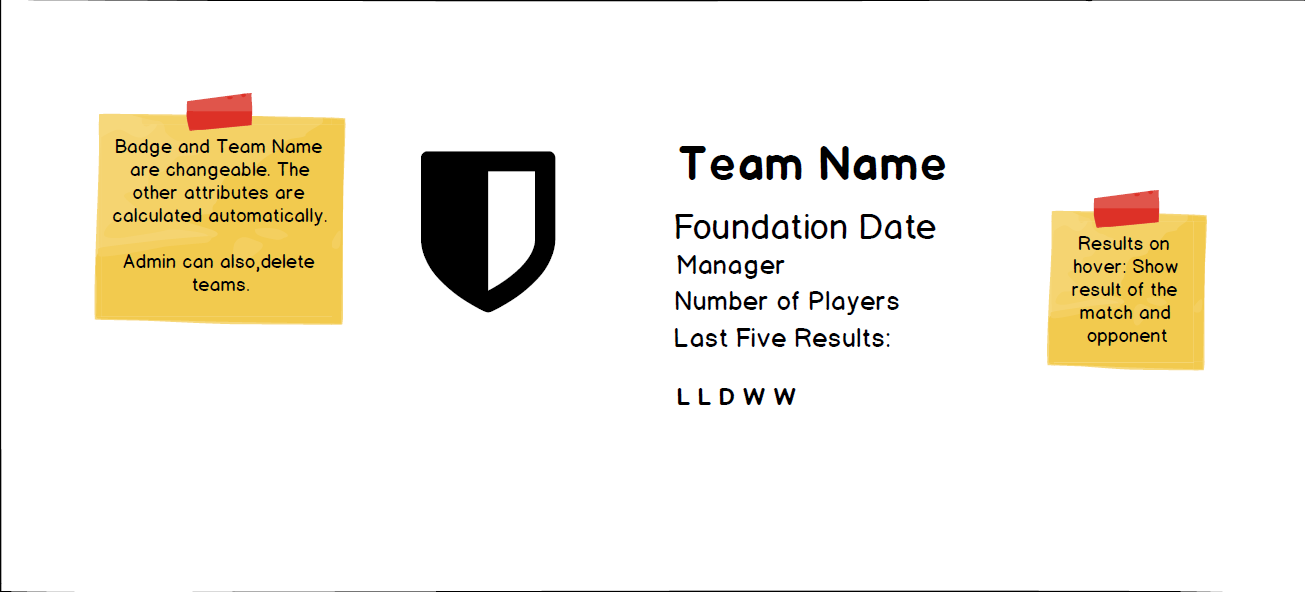 Badge and Team Name
are changeable. The
other attributes are
calculated automatically.
Admin can also,delete
teams.
Team Name
Foundation Date
Manager
Number of Players
Last Five Results:
L L D W W
Results on
hover: Show
result of the
match and
opponent